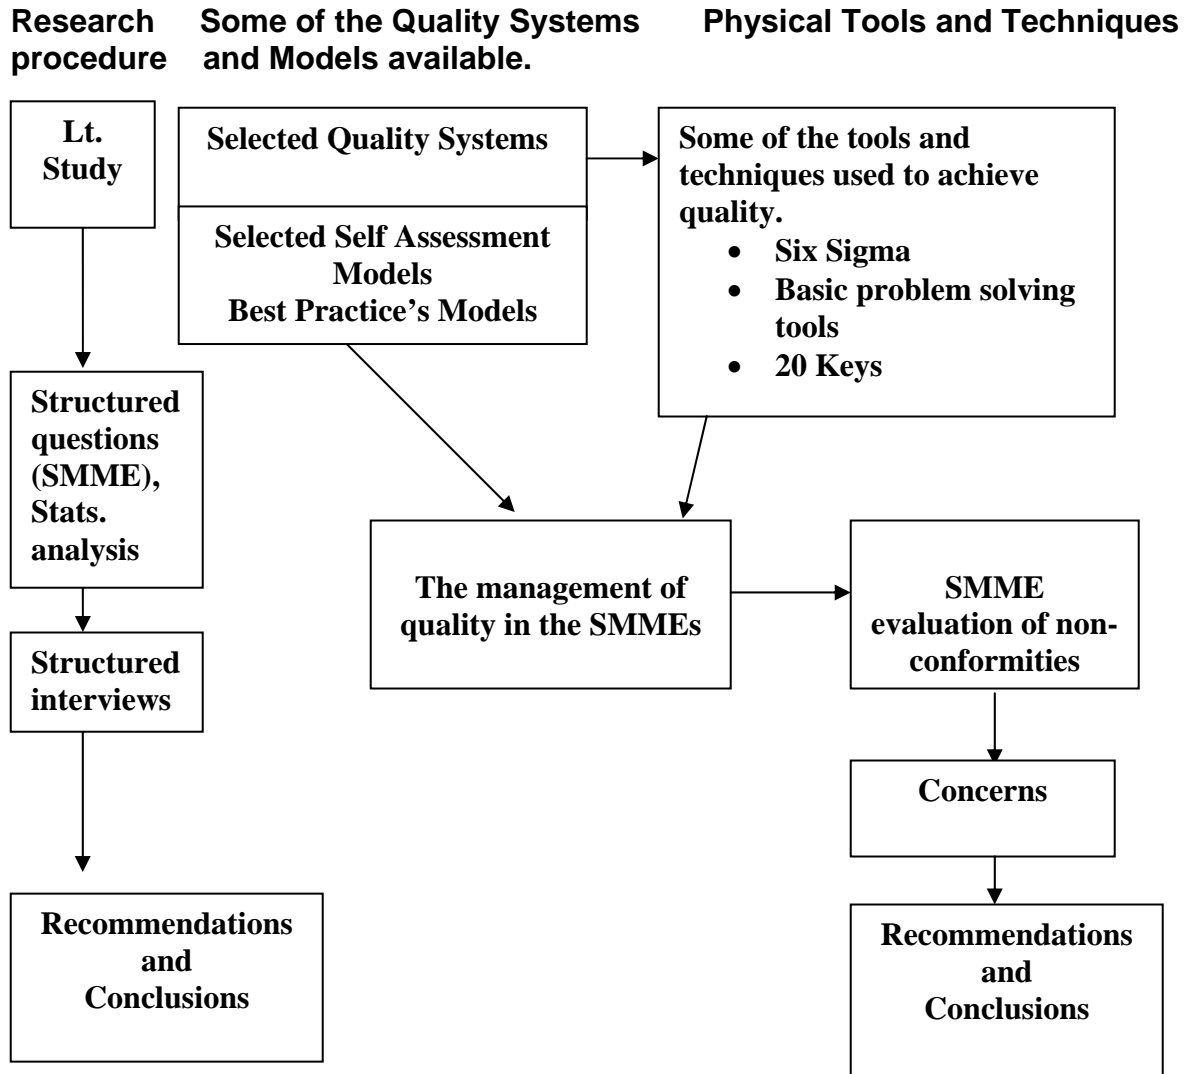 Research procedure
Some of the Quality Systems and Models available.
Physical Tools and Techniques
Lt.
Study
Selected Quality Systems
Selected Self Assessment
Models
Best Practice's Models
Some of the tools and
techniques used to achieve
quality.
• Six Sigma
• Basic problem solving
tools
• 20 Keys
Structured
questions
(SMME),
Stats.
analysis
Structured
interviews
The management of
quality in the SMMEs
SMME
evaluation of non-
conformities
Concerns
Recommendations
and
Conclusions
Recommendations
and
Conclusions